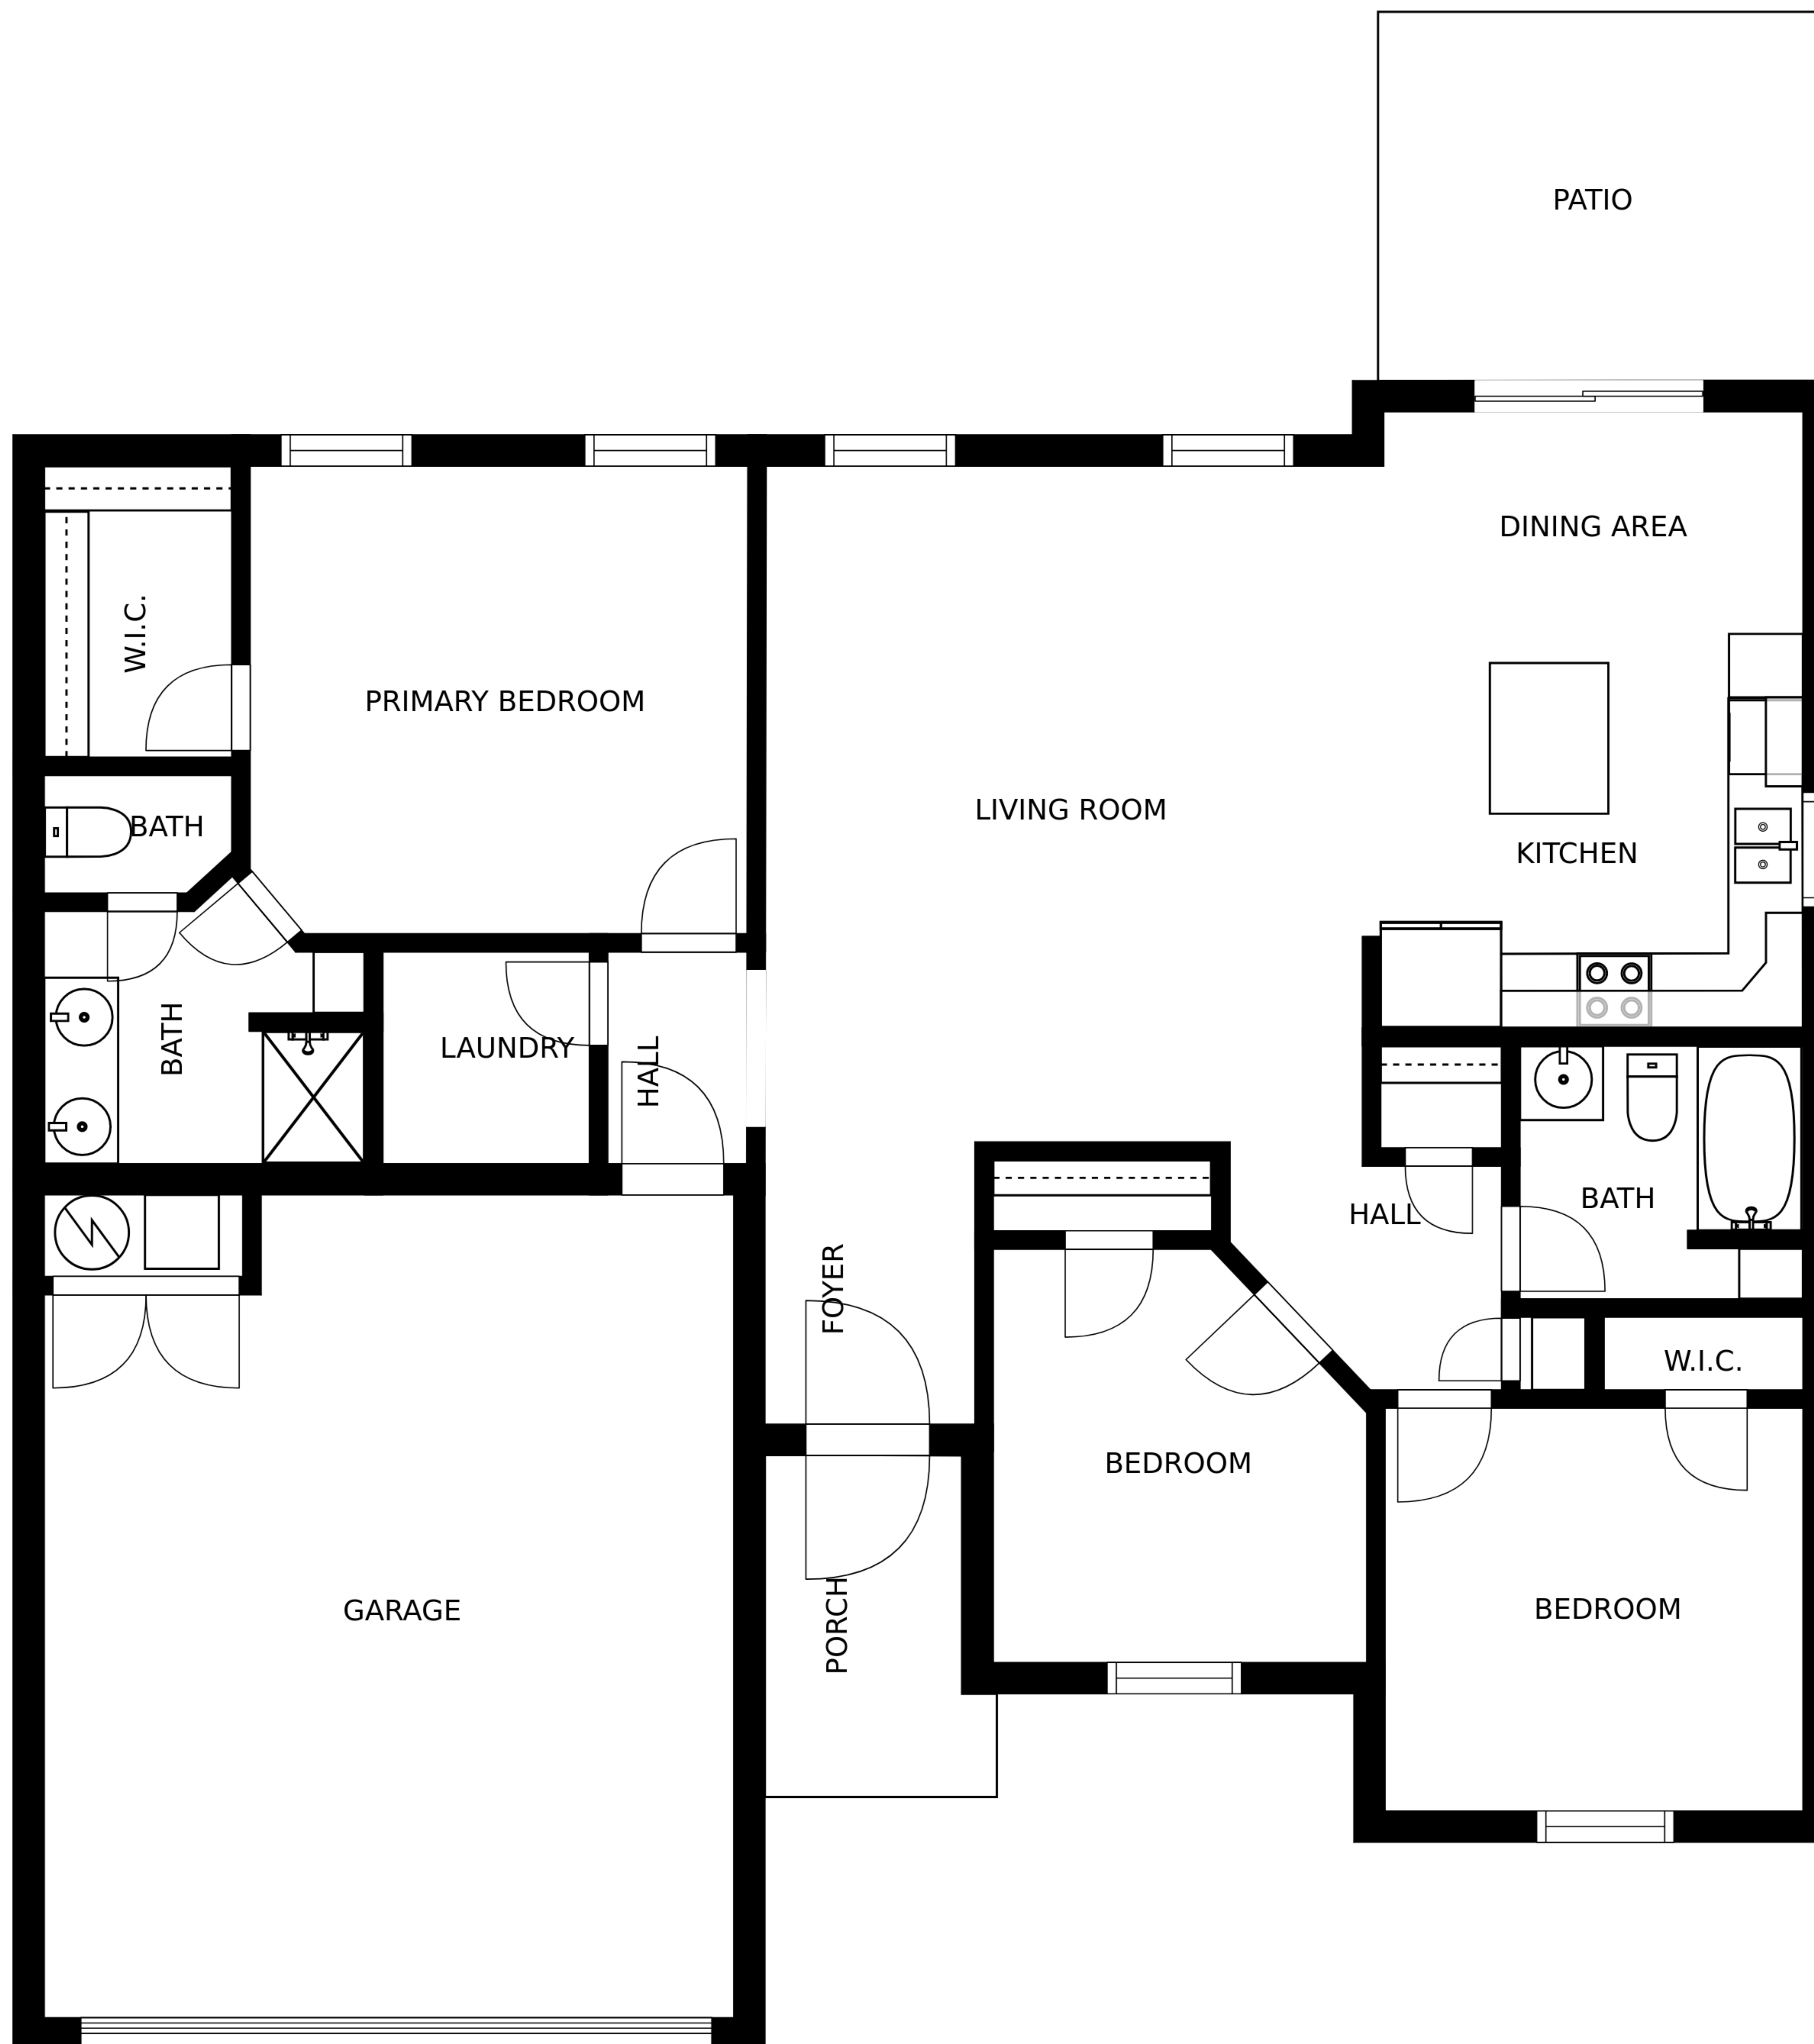 PATIO
DINING AREA
W.I.C.
PRIMARY BEDROOM
LIVING ROOM
BATH
KITCHEN
BATH
LAUNDRY
HALL
BATH
HALL
FOYER
W.I.C.
BEDROOM
GARAGE
PORCH
BEDROOM